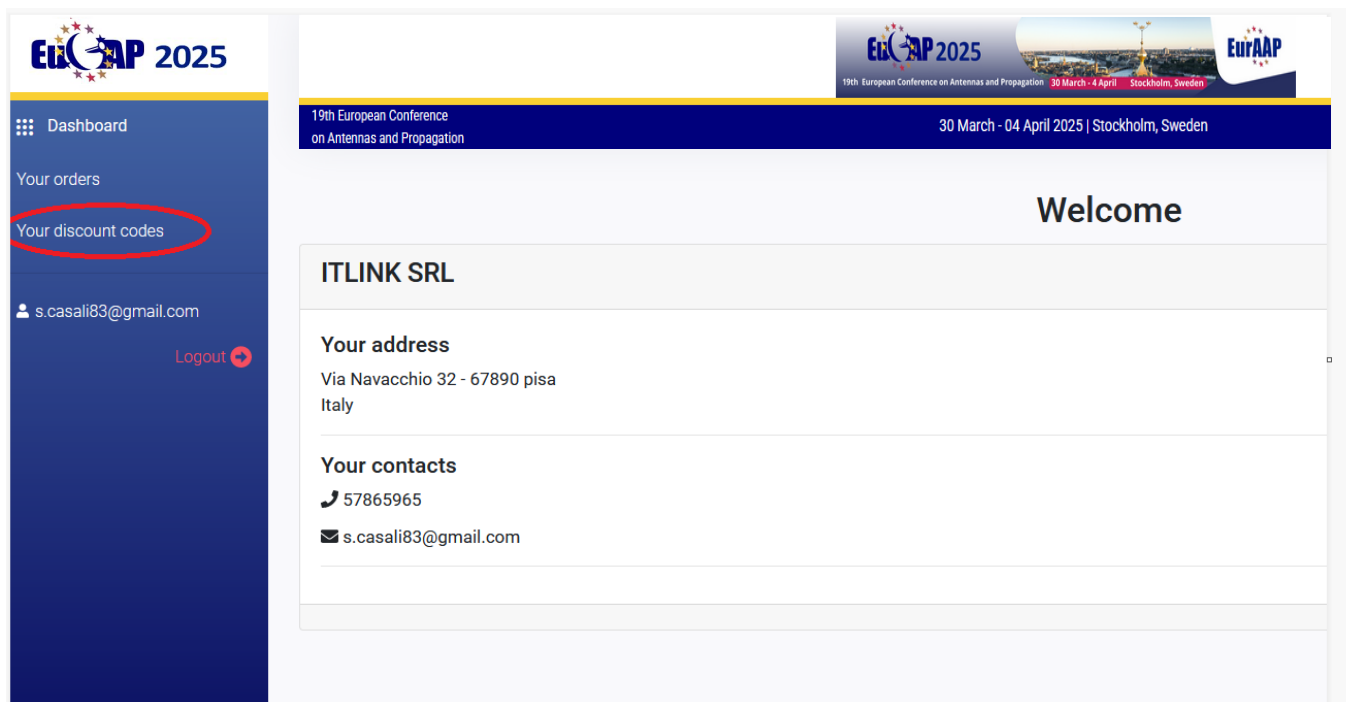 EuCAP 2025
Dashboard
Your orders
Your discount codes
s.casali83@gmail.com
Logout
EuCAP 2025
19th European Conference on Antennas and Propagation
30 March - 4 April
Stockholm, Sweden
EurAAP
19th European Conference
on Antennas and Propagation
30 March - 04 April 2025 | Stockholm, Sweden
Welcome
ITLINK SRL
Your address
Via Navacchio 32 - 67890 pisa
Italy
Your contacts
57865965
s.casali83@gmail.com